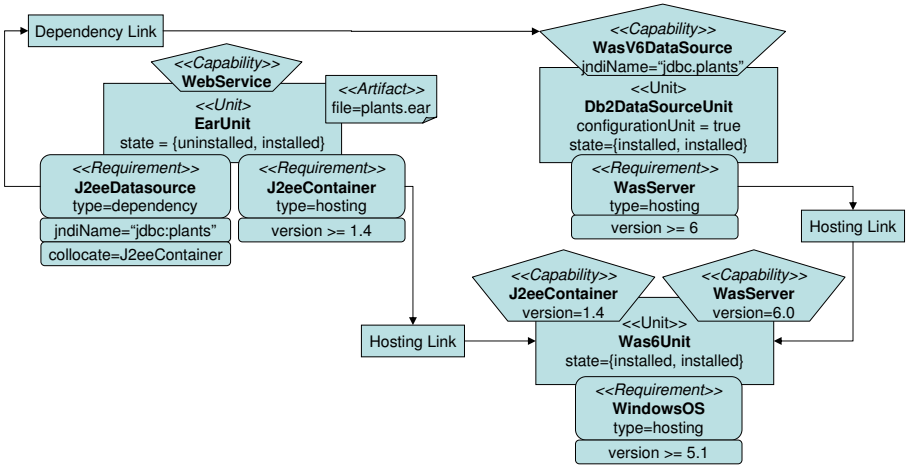 Dependency Link
<<Capability>>
WasV6DataSource
jndiName=“jdbc.plants”
<<Capability>>
WebService
<<Unit>
EarUnit
state = {uninstalled, installed}
<<Artifact>>
file=plants.ear
<<Unit>
Db2DataSourceUnit
configurationUnit = true
state={installed, installed}
<<Requirement>>
J2eeDatasource
type=dependency
jndiName=“jdbc:plants”
collocate=J2eeContainer
<<Requirement>>
J2eeContainer
type=hosting
version >= 1.4
<<Requirement>>
WasServer
type=hosting
version >= 6
Hosting Link
<<Capability>>
J2eeContainer
version=1.4
<<Capability>>
WasServer
version=6.0
Hosting Link
<<Unit>>
Was6Unit
state={installed, installed}
<<Requirement>>
WindowsOS
type=hosting
version >= 5.1